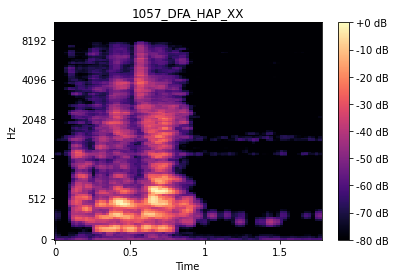 1057_DFA_HAP_XX
Hz
8192
4096
2048
1024
512
0
0
0.5
1
1.5
Time
+0 dB
-10 dB
-20 dB
-30 dB
-40 dB
-50 dB
-60 dB
-70 dB
-80 dB